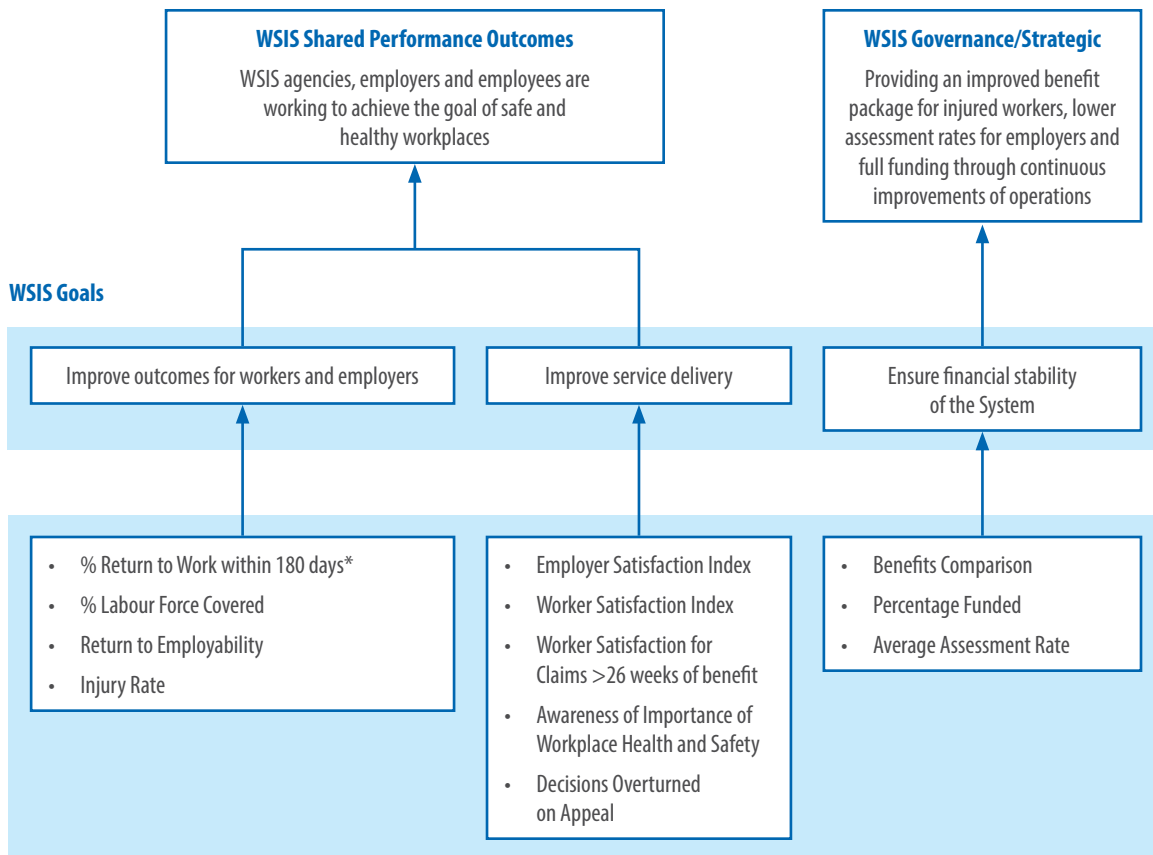 WSIS Shared Performance Outcomes
WSIS agencies, employers and employees are
working to achieve the goal of safe and
healthy workplaces
WSIS Governance/Strategic
Providing an improved benefit
package for injured workers, lower
assessment rates for employers and
full funding through continuous
improvements of operations
WSIS Goals
Improve outcomes for workers and employers
Improve service delivery
Ensure financial stability
of the System
• % Return to Work within 180 days*
• % Labour Force Covered
• Return to Employability
• Injury Rate
• Employer Satisfaction Index
• Worker Satisfaction Index
• Worker Satisfaction for
Claims >26 weeks of benefit
• Awareness of Importance of
Workplace Health and Safety
• Decisions Overturned
on Appeal
• Benefits Comparison
• Percentage Funded
• Average Assessment Rate